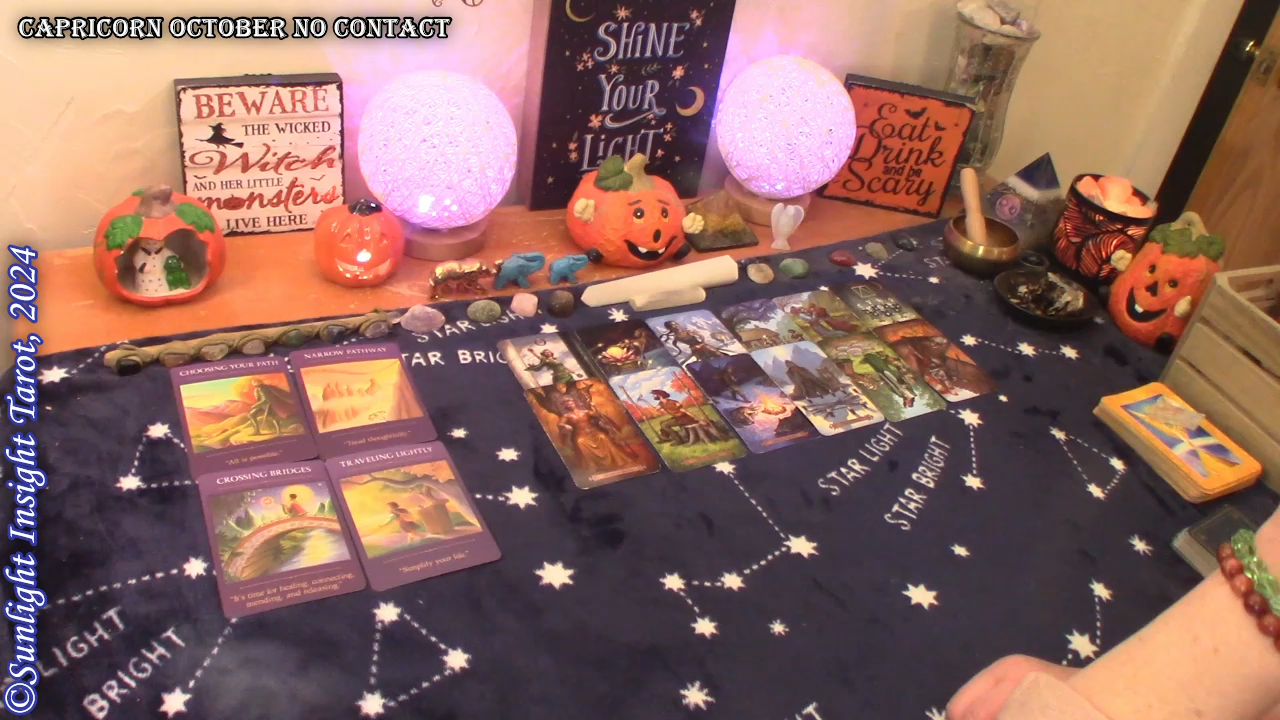 CAPRICORN OCTOBER NO CONTACT
©Sunlight Insight Tarot, 2024
BEWARE
THE WICKED
Witch
AND HER LITTLE
monsters
LIVE HERE
SHINE
YOUR
LIGHT
Eat
Drink
and be
Scary
CHOOSING YOUR PATH
"All is possible."
NARROW PATHWAY
"Tread thoughtfully."
CROSSING BRIDGES
"It's time for healing, connecting,
mending, and releasing."
TRAVELING LIGHTLY
"Simplify your life."
STAR LIGHT
STAR BRIGHT
STAR LIGHT
STAR BRIGHT
LIGHT
BRIGHT